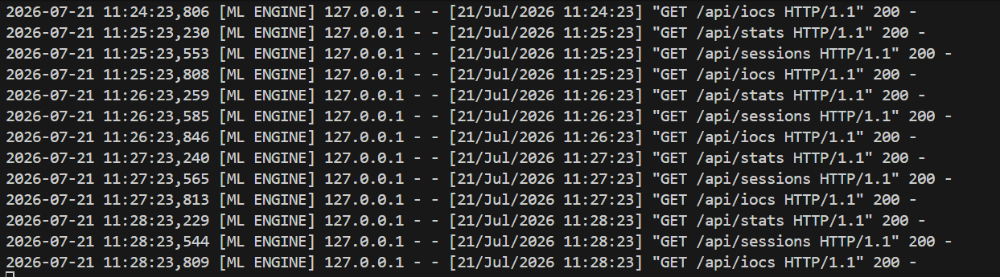 2026-07-21 11:24:23,806 [ML ENGINE] 127.0.0.1 - - [21/Jul/2026 11:24:23] "GET /api/iocs HTTP/1.1" 200 -
2026-07-21 11:25:23,230 [ML ENGINE] 127.0.0.1 - - [21/Jul/2026 11:25:23] "GET /api/stats HTTP/1.1" 200 -
2026-07-21 11:25:23,553 [ML ENGINE] 127.0.0.1 - - [21/Jul/2026 11:25:23] "GET /api/sessions HTTP/1.1" 200 -
2026-07-21 11:25:23,808 [ML ENGINE] 127.0.0.1 - - [21/Jul/2026 11:25:23] "GET /api/iocs HTTP/1.1" 200 -
2026-07-21 11:26:23,259 [ML ENGINE] 127.0.0.1 - - [21/Jul/2026 11:26:23] "GET /api/stats HTTP/1.1" 200 -
2026-07-21 11:26:23,585 [ML ENGINE] 127.0.0.1 - - [21/Jul/2026 11:26:23] "GET /api/sessions HTTP/1.1" 200 -
2026-07-21 11:26:23,846 [ML ENGINE] 127.0.0.1 - - [21/Jul/2026 11:26:23] "GET /api/iocs HTTP/1.1" 200 -
2026-07-21 11:27:23,240 [ML ENGINE] 127.0.0.1 - - [21/Jul/2026 11:27:23] "GET /api/stats HTTP/1.1" 200 -
2026-07-21 11:27:23,565 [ML ENGINE] 127.0.0.1 - - [21/Jul/2026 11:27:23] "GET /api/sessions HTTP/1.1" 200 -
2026-07-21 11:27:23,813 [ML ENGINE] 127.0.0.1 - - [21/Jul/2026 11:27:23] "GET /api/iocs HTTP/1.1" 200 -
2026-07-21 11:28:23,229 [ML ENGINE] 127.0.0.1 - - [21/Jul/2026 11:28:23] "GET /api/stats HTTP/1.1" 200 -
2026-07-21 11:28:23,544 [ML ENGINE] 127.0.0.1 - - [21/Jul/2026 11:28:23] "GET /api/sessions HTTP/1.1" 200 -
2026-07-21 11:28:23,809 [ML ENGINE] 127.0.0.1 - - [21/Jul/2026 11:28:23] "GET /api/iocs HTTP/1.1" 200 -